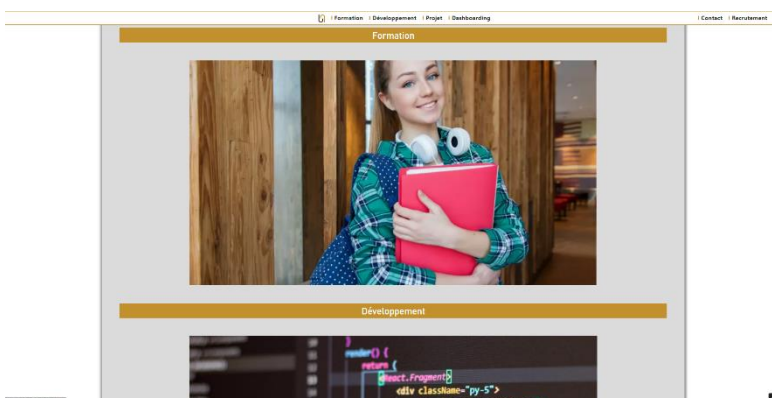 | Formation | Développement | Projet | Dashboarding | Contact | Recrutement
Formation
Développement
}
render() {
return (
<React.Fragment>
<div className="py-5">